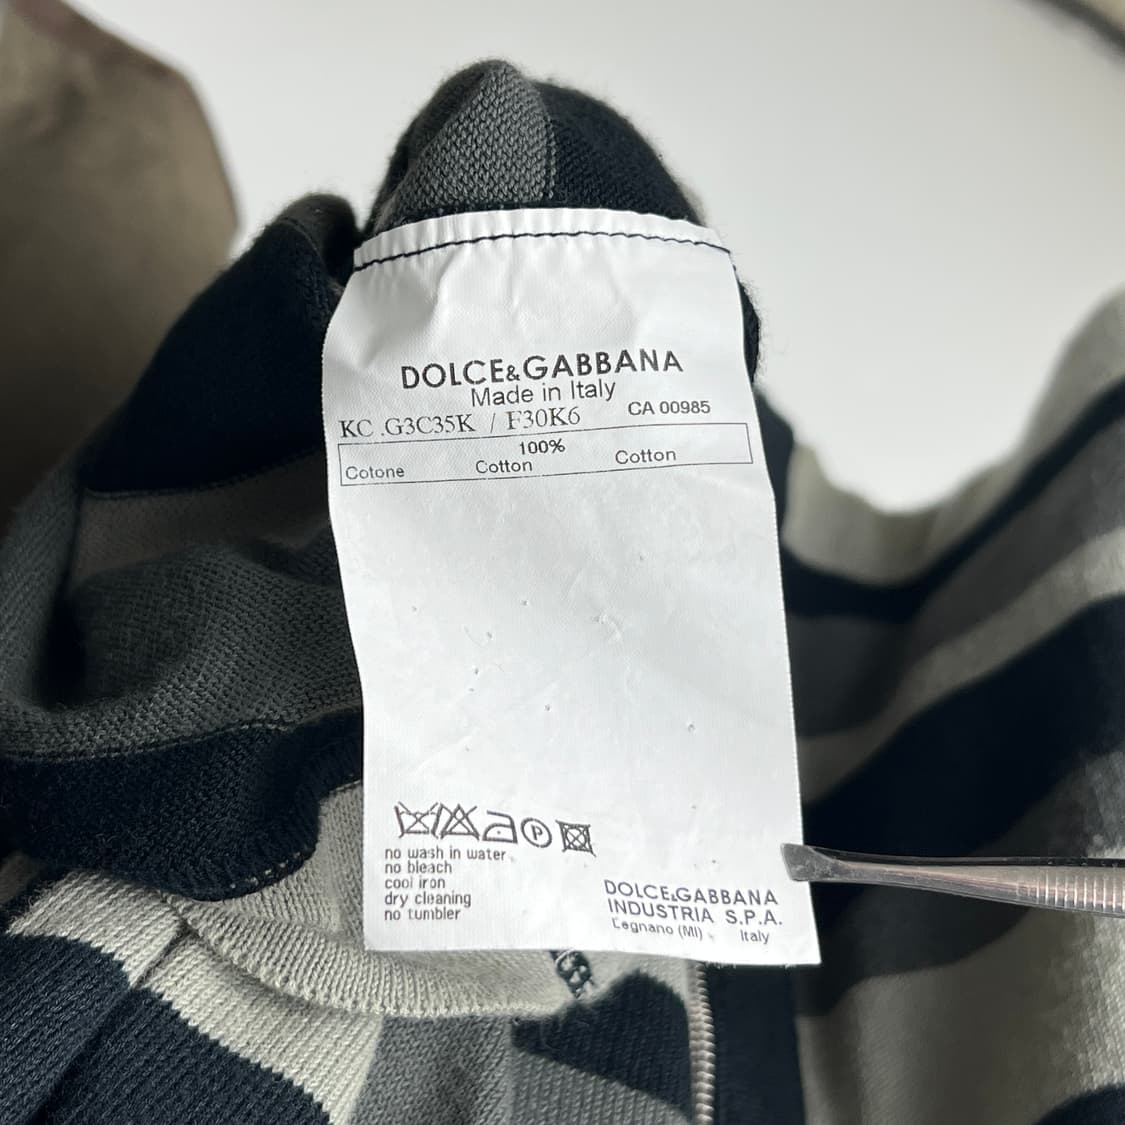 DOLCE&GABBANA
Made in Italy
KC .G3C35K / F30K6 CA 00985
100%
Cotone Cotton Cotton
P
no wash in water
no bleach
cool iron
dry cleaning
no tumbler
DOLCE&GABBANA
INDUSTRIA S.P.A.
Legnano (MI) - Italy